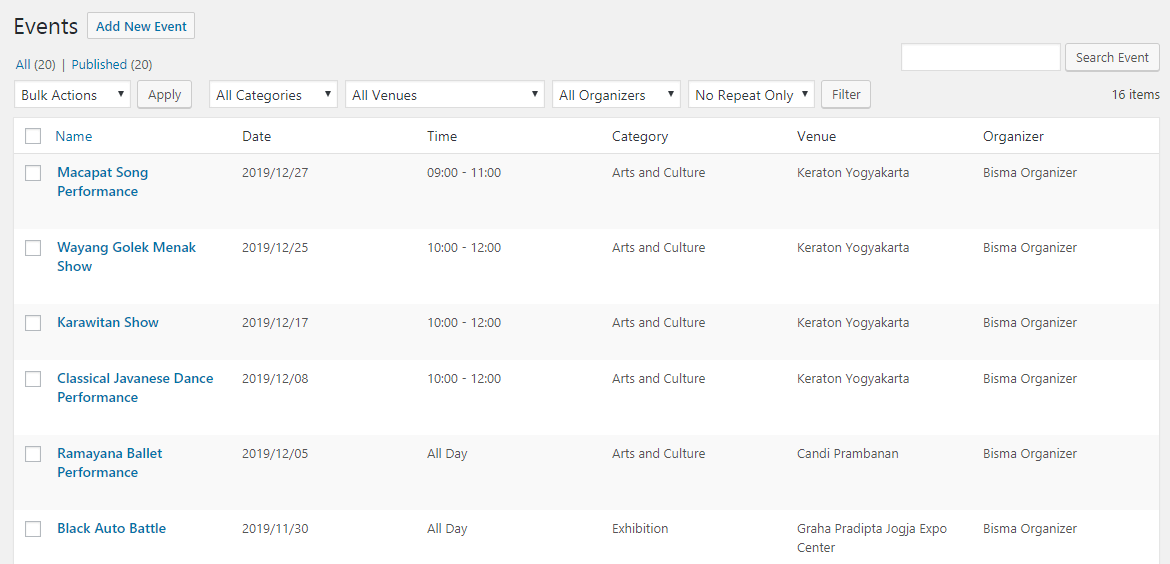 Events Add New Event
All (20) | Published (20)
Search Event
Bulk Actions Apply All Categories All Venues All Organizers No Repeat Only Filter 16 items
Name Date Time Category Venue Organizer
Macapat Song 2019/12/27 09:00 - 11:00 Arts and Culture Keraton Yogyakarta Bisma Organizer
Performance
Wayang Golek Menak 2019/12/25 10:00 - 12:00 Arts and Culture Keraton Yogyakarta Bisma Organizer
Show
Karawitan Show 2019/12/17 10:00 - 12:00 Arts and Culture Keraton Yogyakarta Bisma Organizer
Classical Javanese Dance 2019/12/08 10:00 - 12:00 Arts and Culture Keraton Yogyakarta Bisma Organizer
Performance
Ramayana Ballet 2019/12/05 All Day Arts and Culture Candi Prambanan Bisma Organizer
Performance
Black Auto Battle 2019/11/30 All Day Exhibition Graha Pradipta Jogja Expo Bisma Organizer
Center